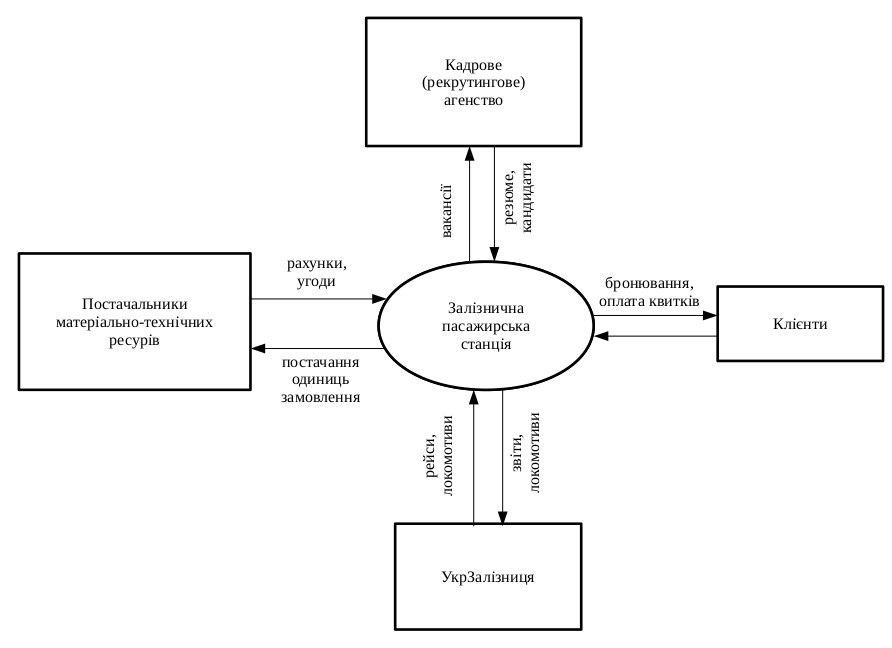 Кадрове
(рекрутингове)
агенство
вакансії
резюме,
кандидати
рахунки,
угоди
Постачальники
матеріально-технічних
ресурів
постачання
одиниць
замовлення
Залізнична
пасажирська
станція
бронювання,
оплата квитків
Клієнти
рейси,
локомотиви
звіти,
локомотиви
УкрЗалізниця